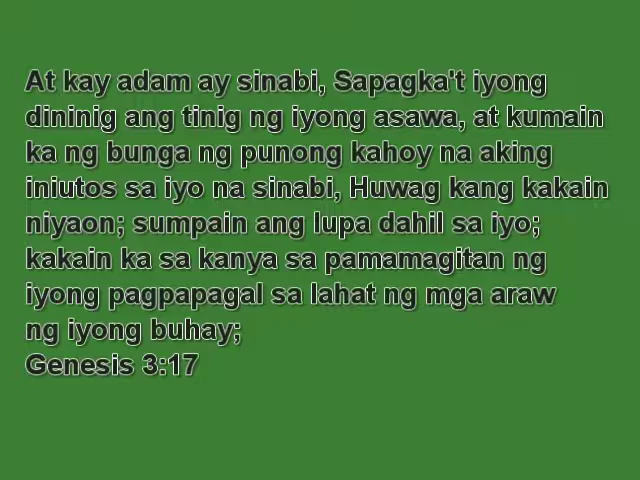 At kay adam ay sinabi, Sapagka't iyong
dininig ang tinig ng iyong asawa, at kumain
ka ng bunga ng punong kahoy na aking
iniutos sa iyo na sinabi, Huwag kang kakain
niyaon; sumpain ang lupa dahil sa iyo;
kakain ka sa kanya sa pamamagitan ng
iyong pagpapagal sa lahat ng mga araw
ng iyong buhay;
Genesis 3:17